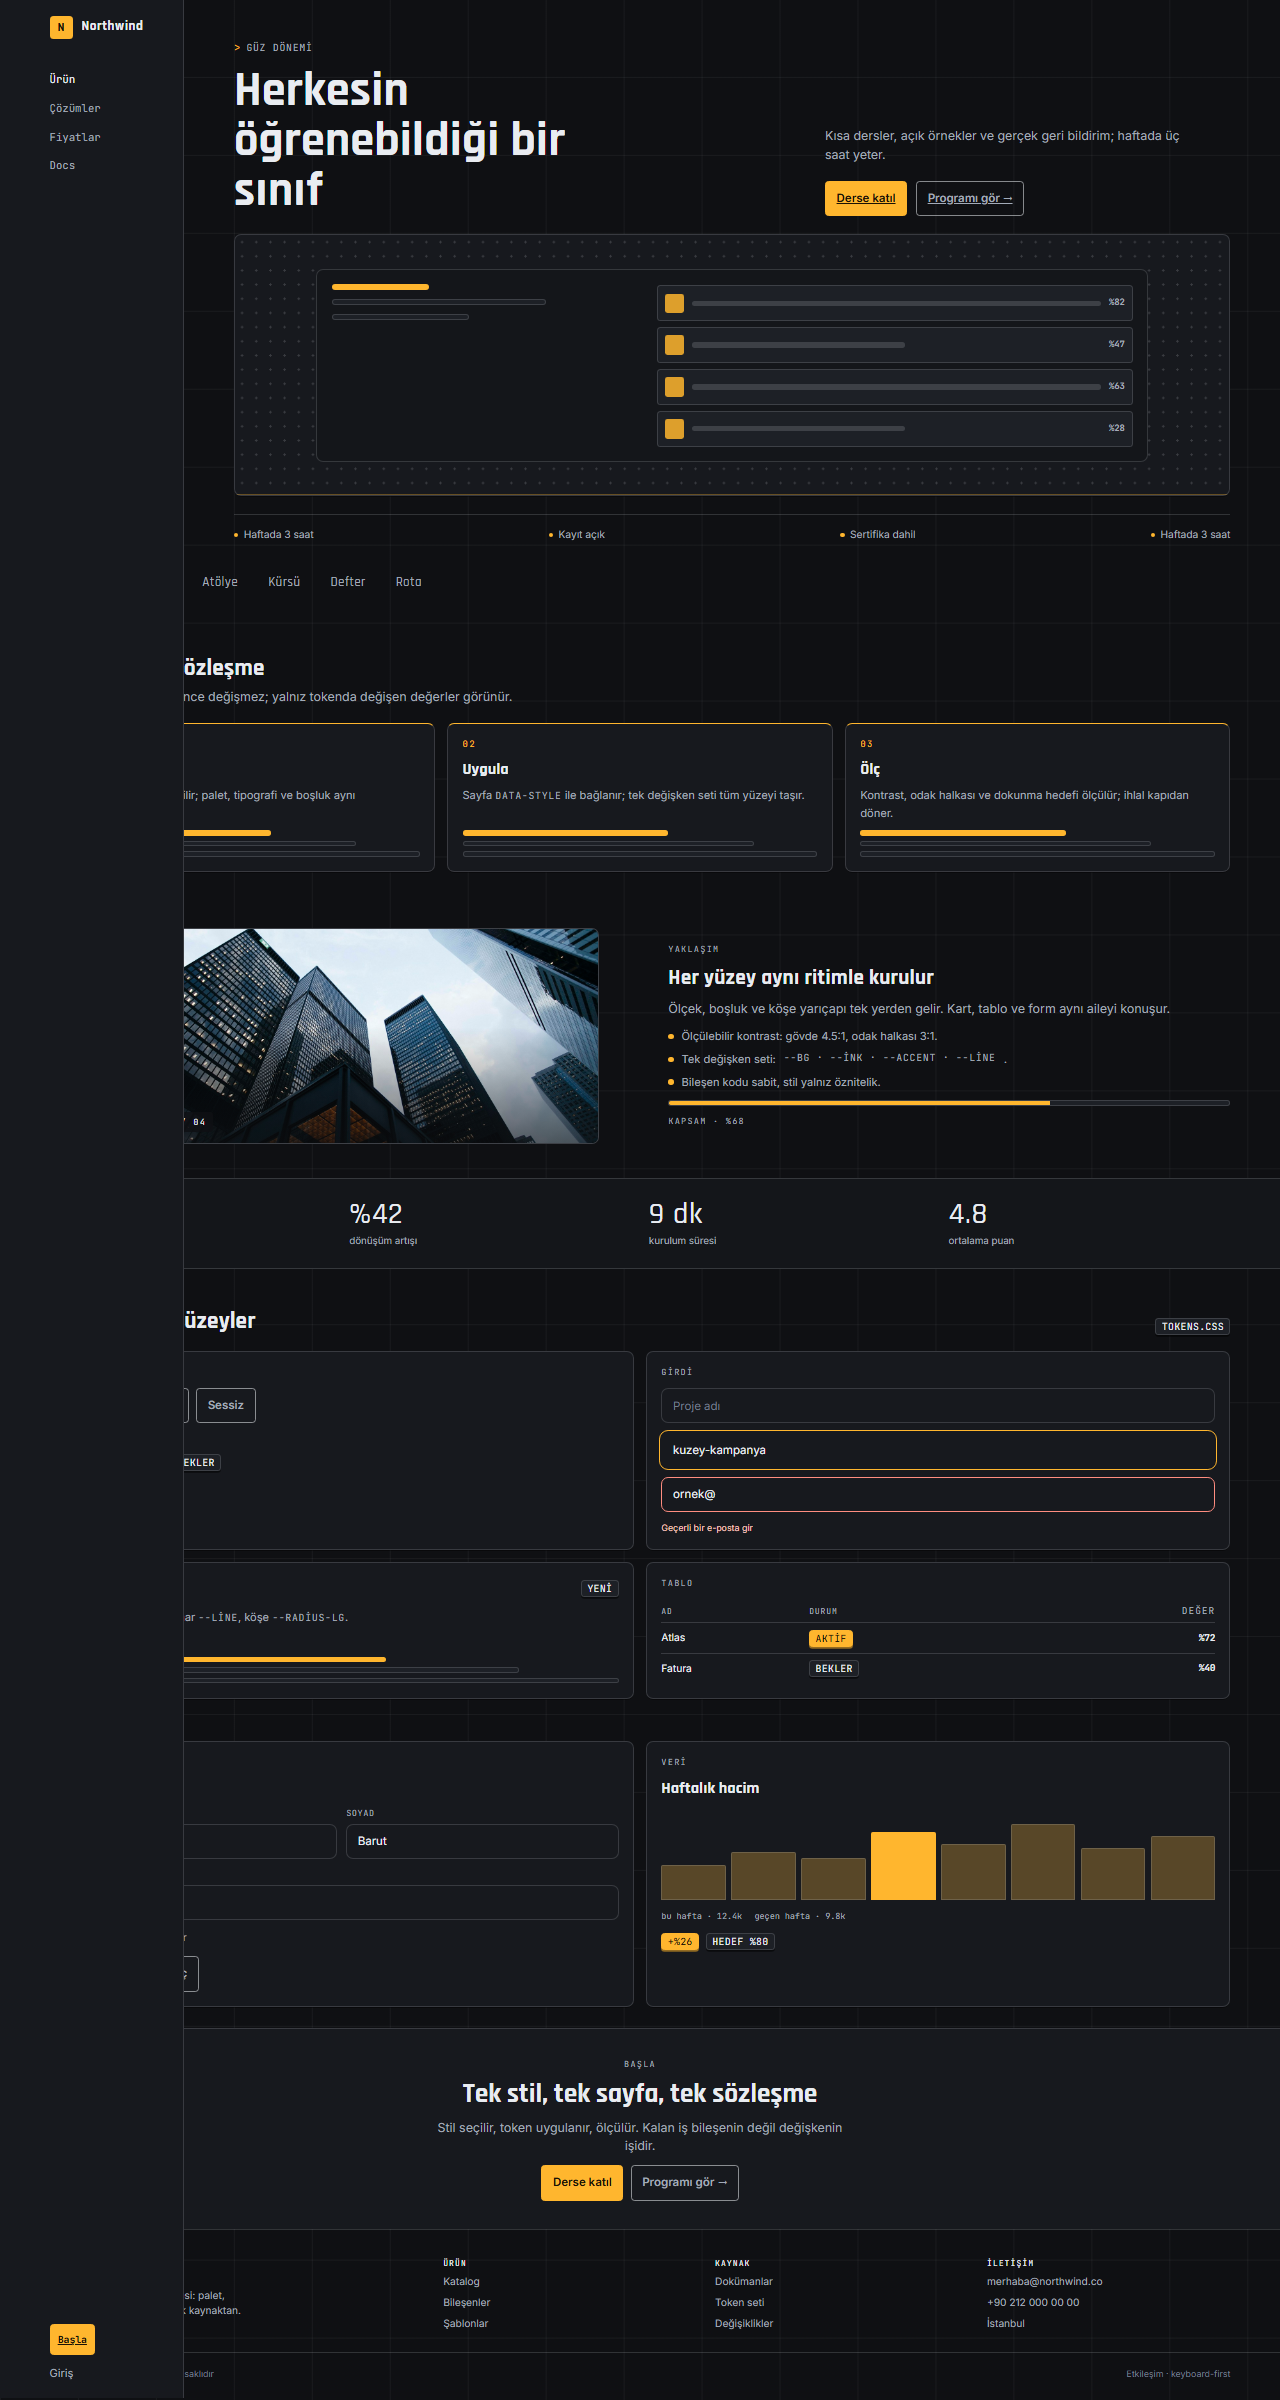 N Northwind
Ürün
Çözümler
Fiyatlar
Docs
> GÜZ DÖNEMİ
Herkesin
öğrenebildiği bir
sınıf
Kısa dersler, açık örnekler ve gerçek geri bildirim; haftada üç
saat yeter.
Derse katıl
Programı gör →
%82
%47
%63
%28
Haftada 3 saat
Kayıt açık
Sertifika dahil
Haftada 3 saat
Atölye
Kürsü
Defter
Rota
özleşme
nce değişmez; yalnız tokenda değişen değerler görünür.
ilir; palet, tipografi ve boşluk aynı
02
Uygula
Sayfa DATA-STYLE ile bağlanır; tek değişken seti tüm yüzeyi taşır.
03
Ölç
Kontrast, odak halkası ve dokunma hedefi ölçülür; ihlal kapıdan
döner.
/ 04
YAKLAŞIM
Her yüzey aynı ritimle kurulur
Ölçek, boşluk ve köşe yarıçapı tek yerden gelir. Kart, tablo ve form aynı aileyi konuşur.
Ölçülebilir kontrast: gövde 4.5:1, odak halkası 3:1.
Tek değişken seti: --BG · --İNK · --ACCENT · --LİNE .
Bileşen kodu sabit, stil yalnız öznitelik.
KAPSAM · %68
%42
dönüşüm artışı
9 dk
kurulum süresi
4.8
ortalama puan
üzeyler
TOKENS.CSS
Sessiz
EKLER
GİRDİ
Proje adı
kuzey-kampanya
ornek@
Geçerli bir e-posta gir
YENİ
ar --LİNE, köşe --RADİUS-LG.
TABLO
AD DURUM DEĞER
Atlas AKTİF %72
Fatura BEKLER %40
SOYAD
Barut
r
ç
VERİ
Haftalık hacim
bu hafta · 12.4k geçen hafta · 9.8k
+%26 HEDEF %80
BAŞLA
Tek stil, tek sayfa, tek sözleşme
Stil seçilir, token uygulanır, ölçülür. Kalan iş bileşenin değil değişkenin
işidir.
Derse katıl
Programı gör →
si: palet,
k kaynaktan.
ÜRÜN
Katalog
Bileşenler
Şablonlar
KAYNAK
Dokümanlar
Token seti
Değişiklikler
İLETİŞİM
merhaba@northwind.co
+90 212 000 00 00
İstanbul
Başla
Giriş
saklıdır
Etkileşim · keyboard-first